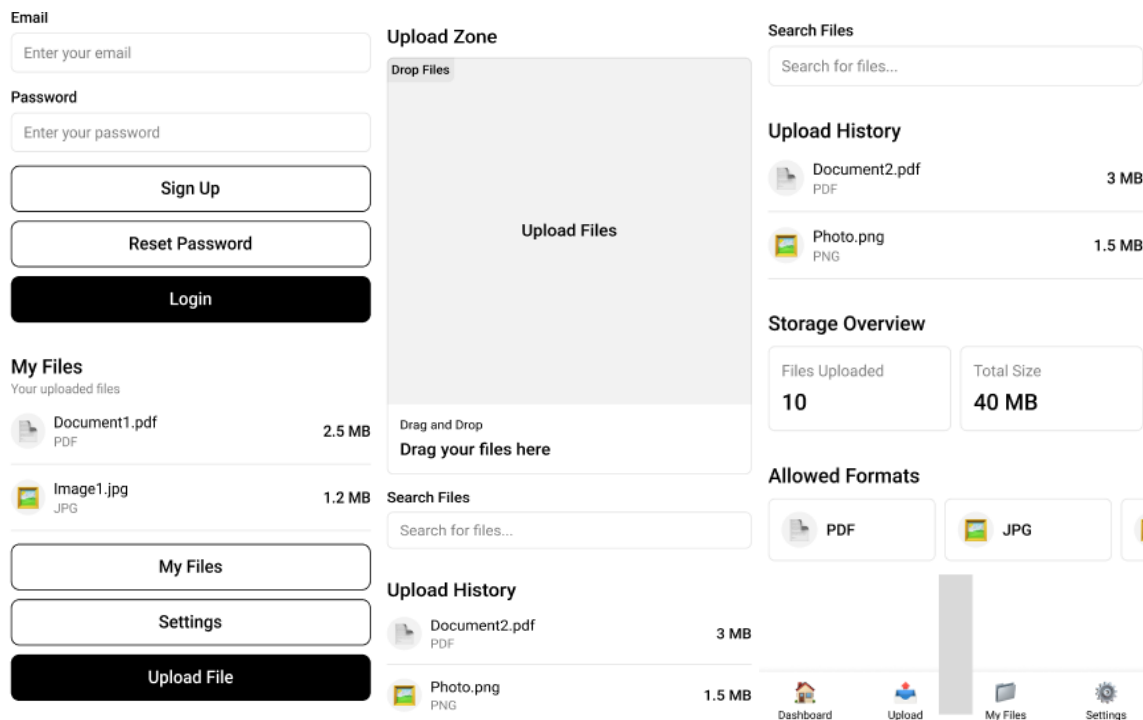 Email
Enter your email
Password
Enter your password
Sign Up
Reset Password
Login
My Files
Your uploaded files
Document1.pdf
PDF
2.5 MB
Image1.jpg
JPG
1.2 MB
My Files
Settings
Upload File
Upload Zone
Drop Files
Upload Files
Drag and Drop
Drag your files here
Search Files
Search for files...
Upload History
Document2.pdf
PDF
3 MB
Photo.png
PNG
1.5 MB
Search Files
Search for files...
Upload History
Document2.pdf
PDF
3 MB
Photo.png
PNG
1.5 MB
Storage Overview
Files Uploaded
10
Total Size
40 MB
Allowed Formats
PDF
JPG
Dashboard
Upload
My Files
Settings